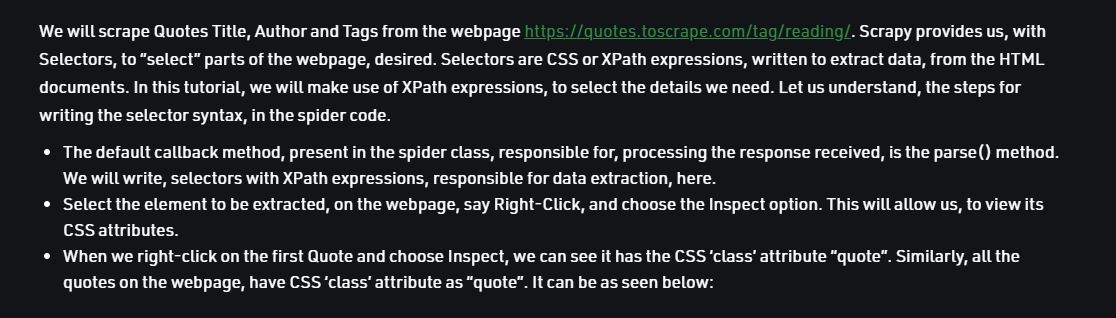 We will scrape Quotes Title, Author and Tags from the webpage https://quotes.toscrape.com/tag/reading/. Scrapy provides us, with
Selectors, to “select” parts of the webpage, desired. Selectors are CSS or XPath expressions, written to extract data, from the HTML
documents. In this tutorial, we will make use of XPath expressions, to select the details we need. Let us understand, the steps for
writing the selector syntax, in the spider code.
• The default callback method, present in the spider class, responsible for, processing the response received, is the parse() method.
We will write, selectors with XPath expressions, responsible for data extraction, here.
• Select the element to be extracted, on the webpage, say Right-Click, and choose the Inspect option. This will allow us, to view its
CSS attributes.
• When we right-click on the first Quote and choose Inspect, we can see it has the CSS ‘class’ attribute “quote”. Similarly, all the
quotes on the webpage, have CSS ‘class’ attribute as “quote”. It can be as seen below: